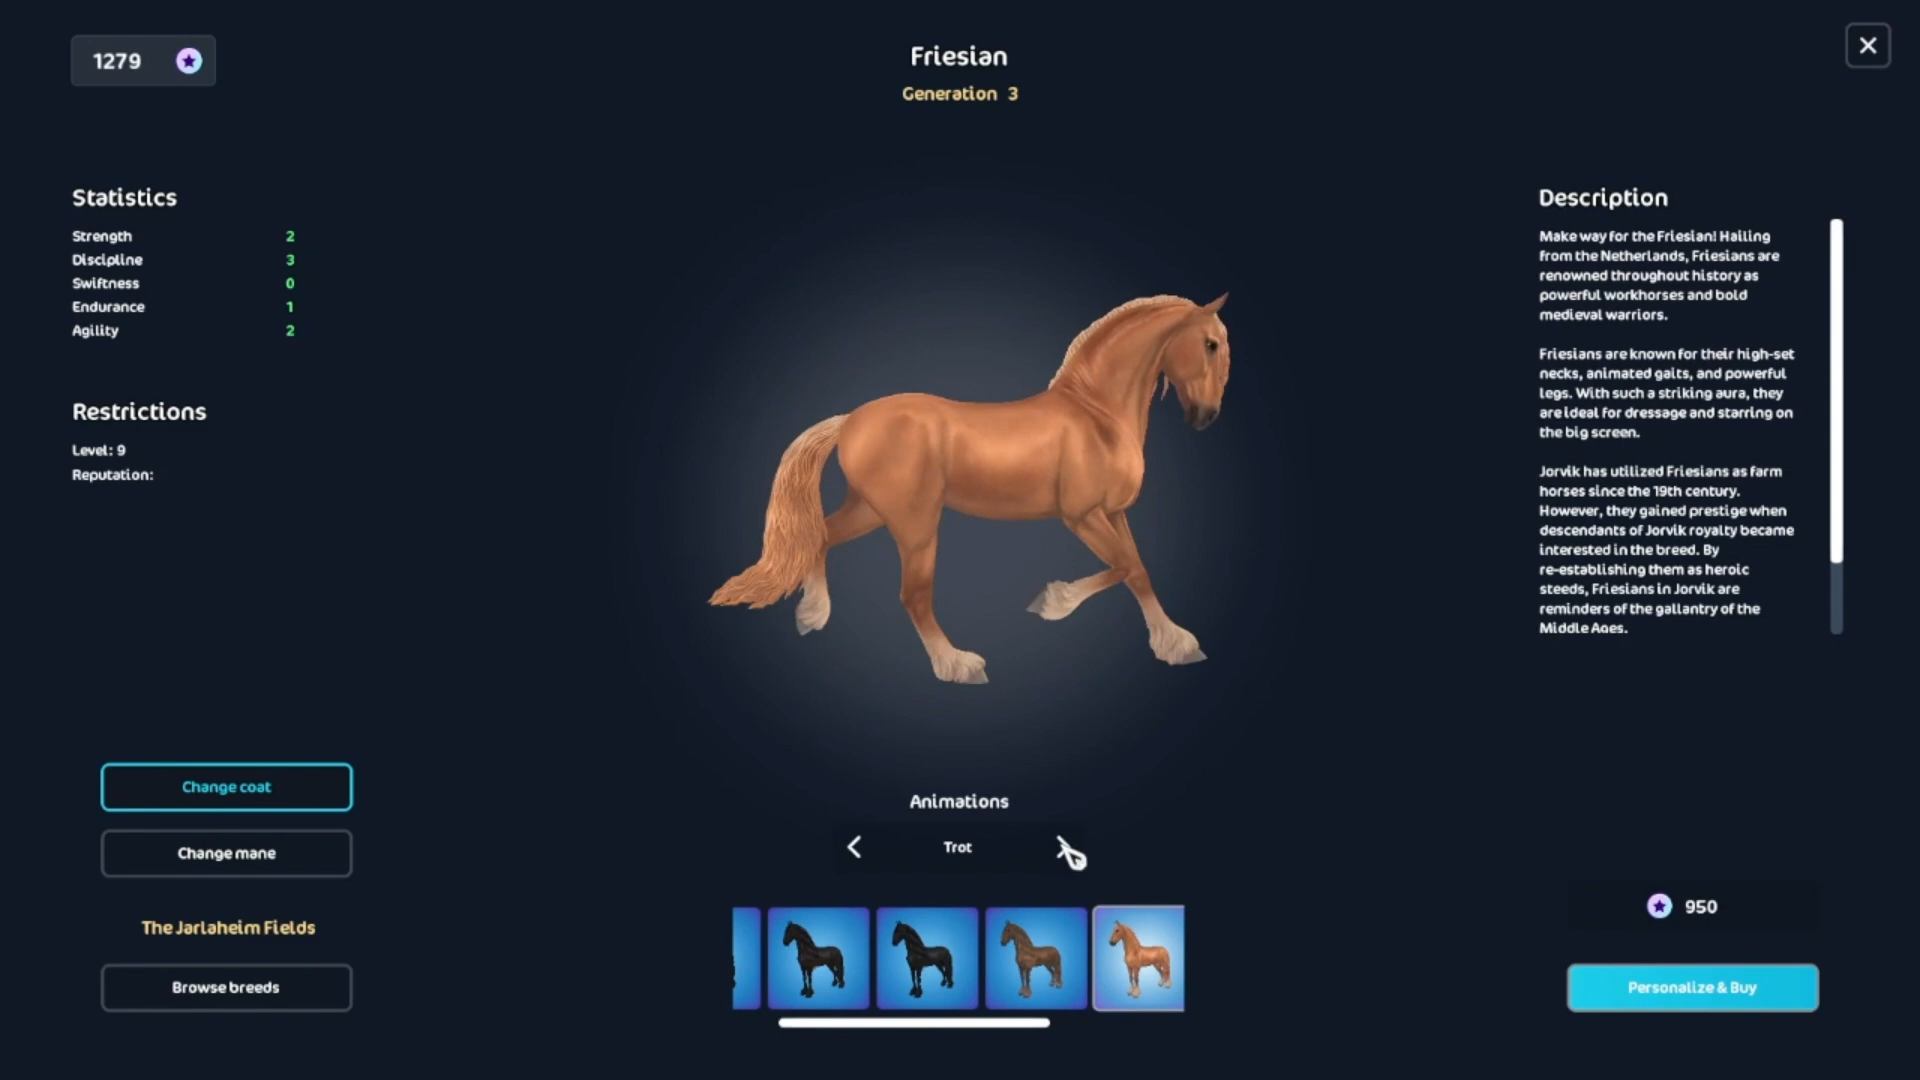 1279
Friesian
Generation 3
Statistics
Strength 2
Discipline 3
Swiftness 0
Endurance 1
Agility 2
Restrictions
Level: 9
Reputation:
Description
Make way for the Friesian! Hailing
from the Netherlands, Friesians are
renowned throughout history as
powerful workhorses and bold
medieval warriors.
Friesians are known for their high-set
necks, animated gaits, and powerful
legs. With such a striking aura, they
are ideal for dressage and starring on
the big screen.
Jorvik has utilized Friesians as farm
horses since the 19th century.
However, they gained prestige when
descendants of Jorvik royalty became
interested in the breed. By
re-establishing them as heroic
steeds, Friesians in Jorvik are
reminders of the gallantry of the
Middle Ages.
Change coat
Change mane
The Jarlaheim Fields
Browse breeds
Animations
Trot
950
Personalize & Buy